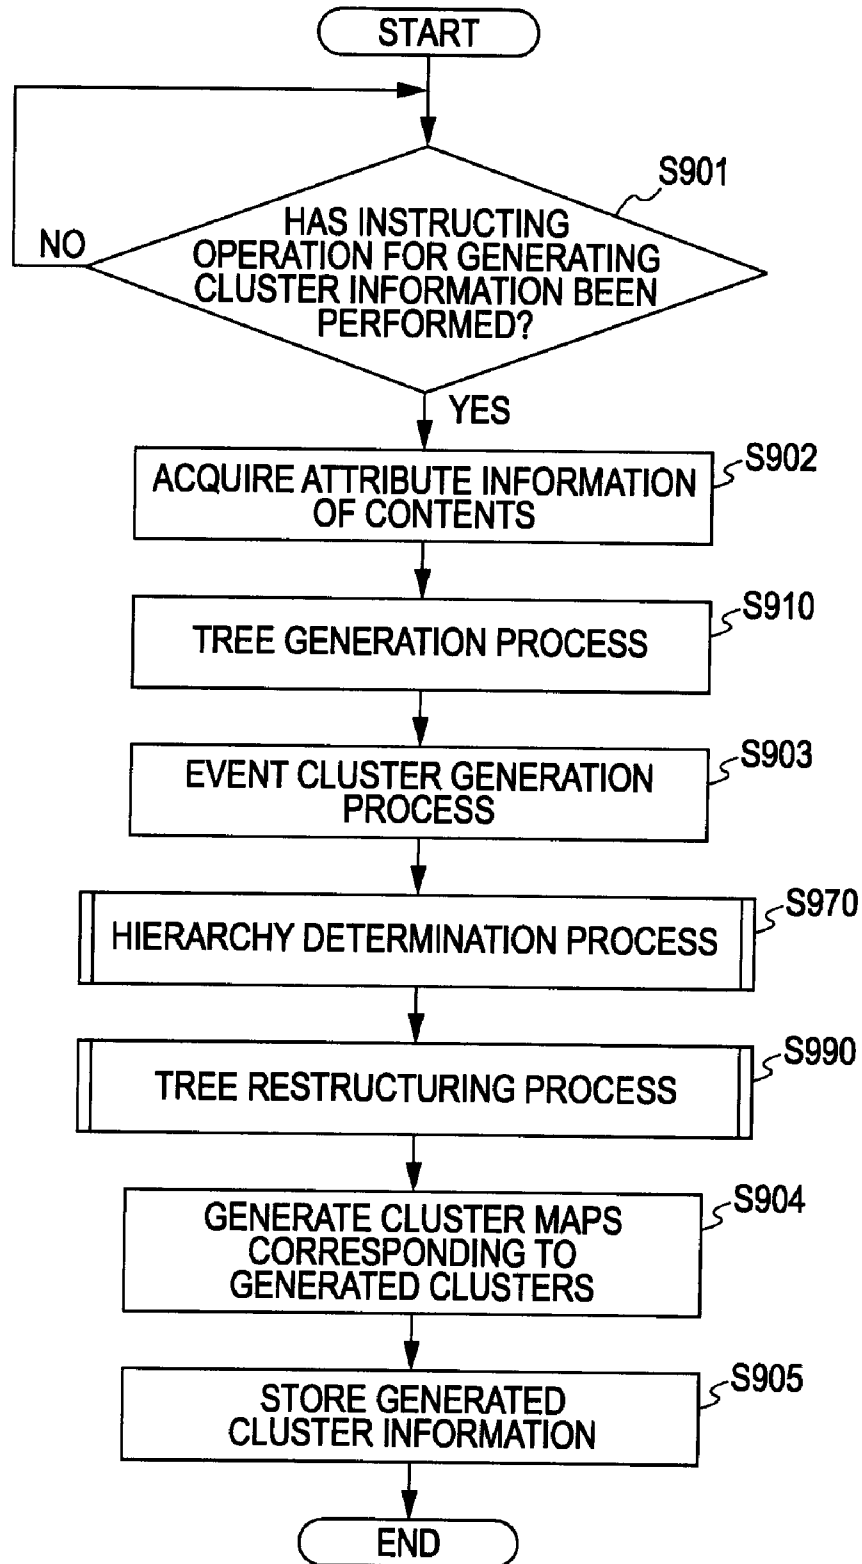 START
S901
HAS INSTRUCTING
OPERATION FOR GENERATING
CLUSTER INFORMATION BEEN
PERFORMED?
NO
YES
S902
ACQUIRE ATTRIBUTE INFORMATION
OF CONTENTS
S910
TREE GENERATION PROCESS
S903
EVENT CLUSTER GENERATION
PROCESS
S970
HIERARCHY DETERMINATION PROCESS
S990
TREE RESTRUCTURING PROCESS
S904
GENERATE CLUSTER MAPS
CORRESPONDING TO
GENERATED CLUSTERS
S905
STORE GENERATED
CLUSTER INFORMATION
END